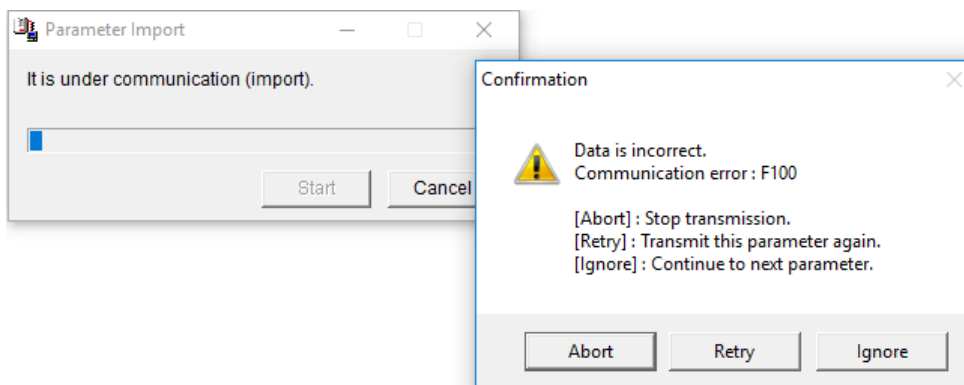 Parameter Import
It is under communication (import).
Start
Cancel
Confirmation
Data is incorrect.
Communication error : F100
[Abort] : Stop transmission.
[Retry] : Transmit this parameter again.
[Ignore] : Continue to next parameter.
Abort
Retry
Ignore